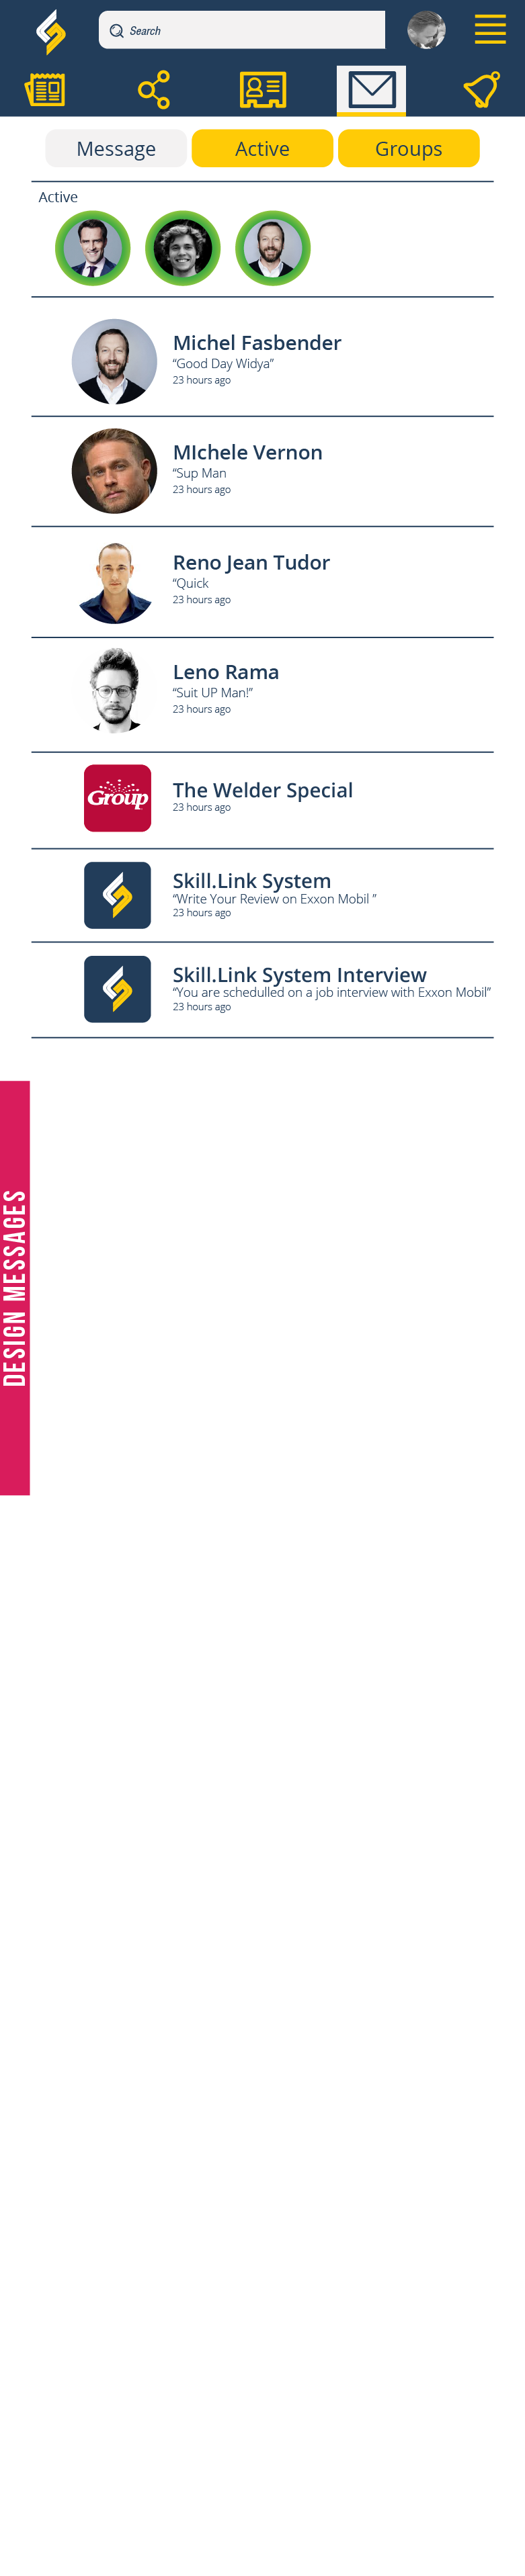 Search
Message
Active
Groups
Active
Michel Fasbender
“Good Day Widya”
23 hours ago
MIchele Vernon
“Sup Man
23 hours ago
Reno Jean Tudor
“Quick
23 hours ago
Leno Rama
“Suit UP Man!”
23 hours ago
Group
The Welder Special
23 hours ago
Skill.Link System
“Write Your Review on Exxon Mobil ”
23 hours ago
Skill.Link System Interview
“You are schedulled on a job interview with Exxon Mobil”
23 hours ago
DESIGN MESSAGES